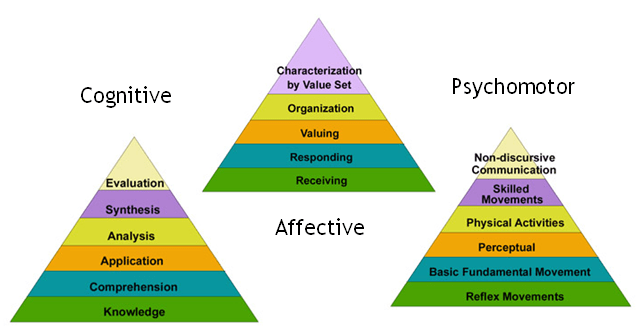 Cognitive
Evaluation
Synthesis
Analysis
Application
Comprehension
Knowledge
Characterization
by Value Set
Organization
Valuing
Responding
Receiving
Affective
Psychomotor
Non-discursive
Communication
Skilled
Movements
Physical Activities
Perceptual
Basic Fundamental Movement
Reflex Movements